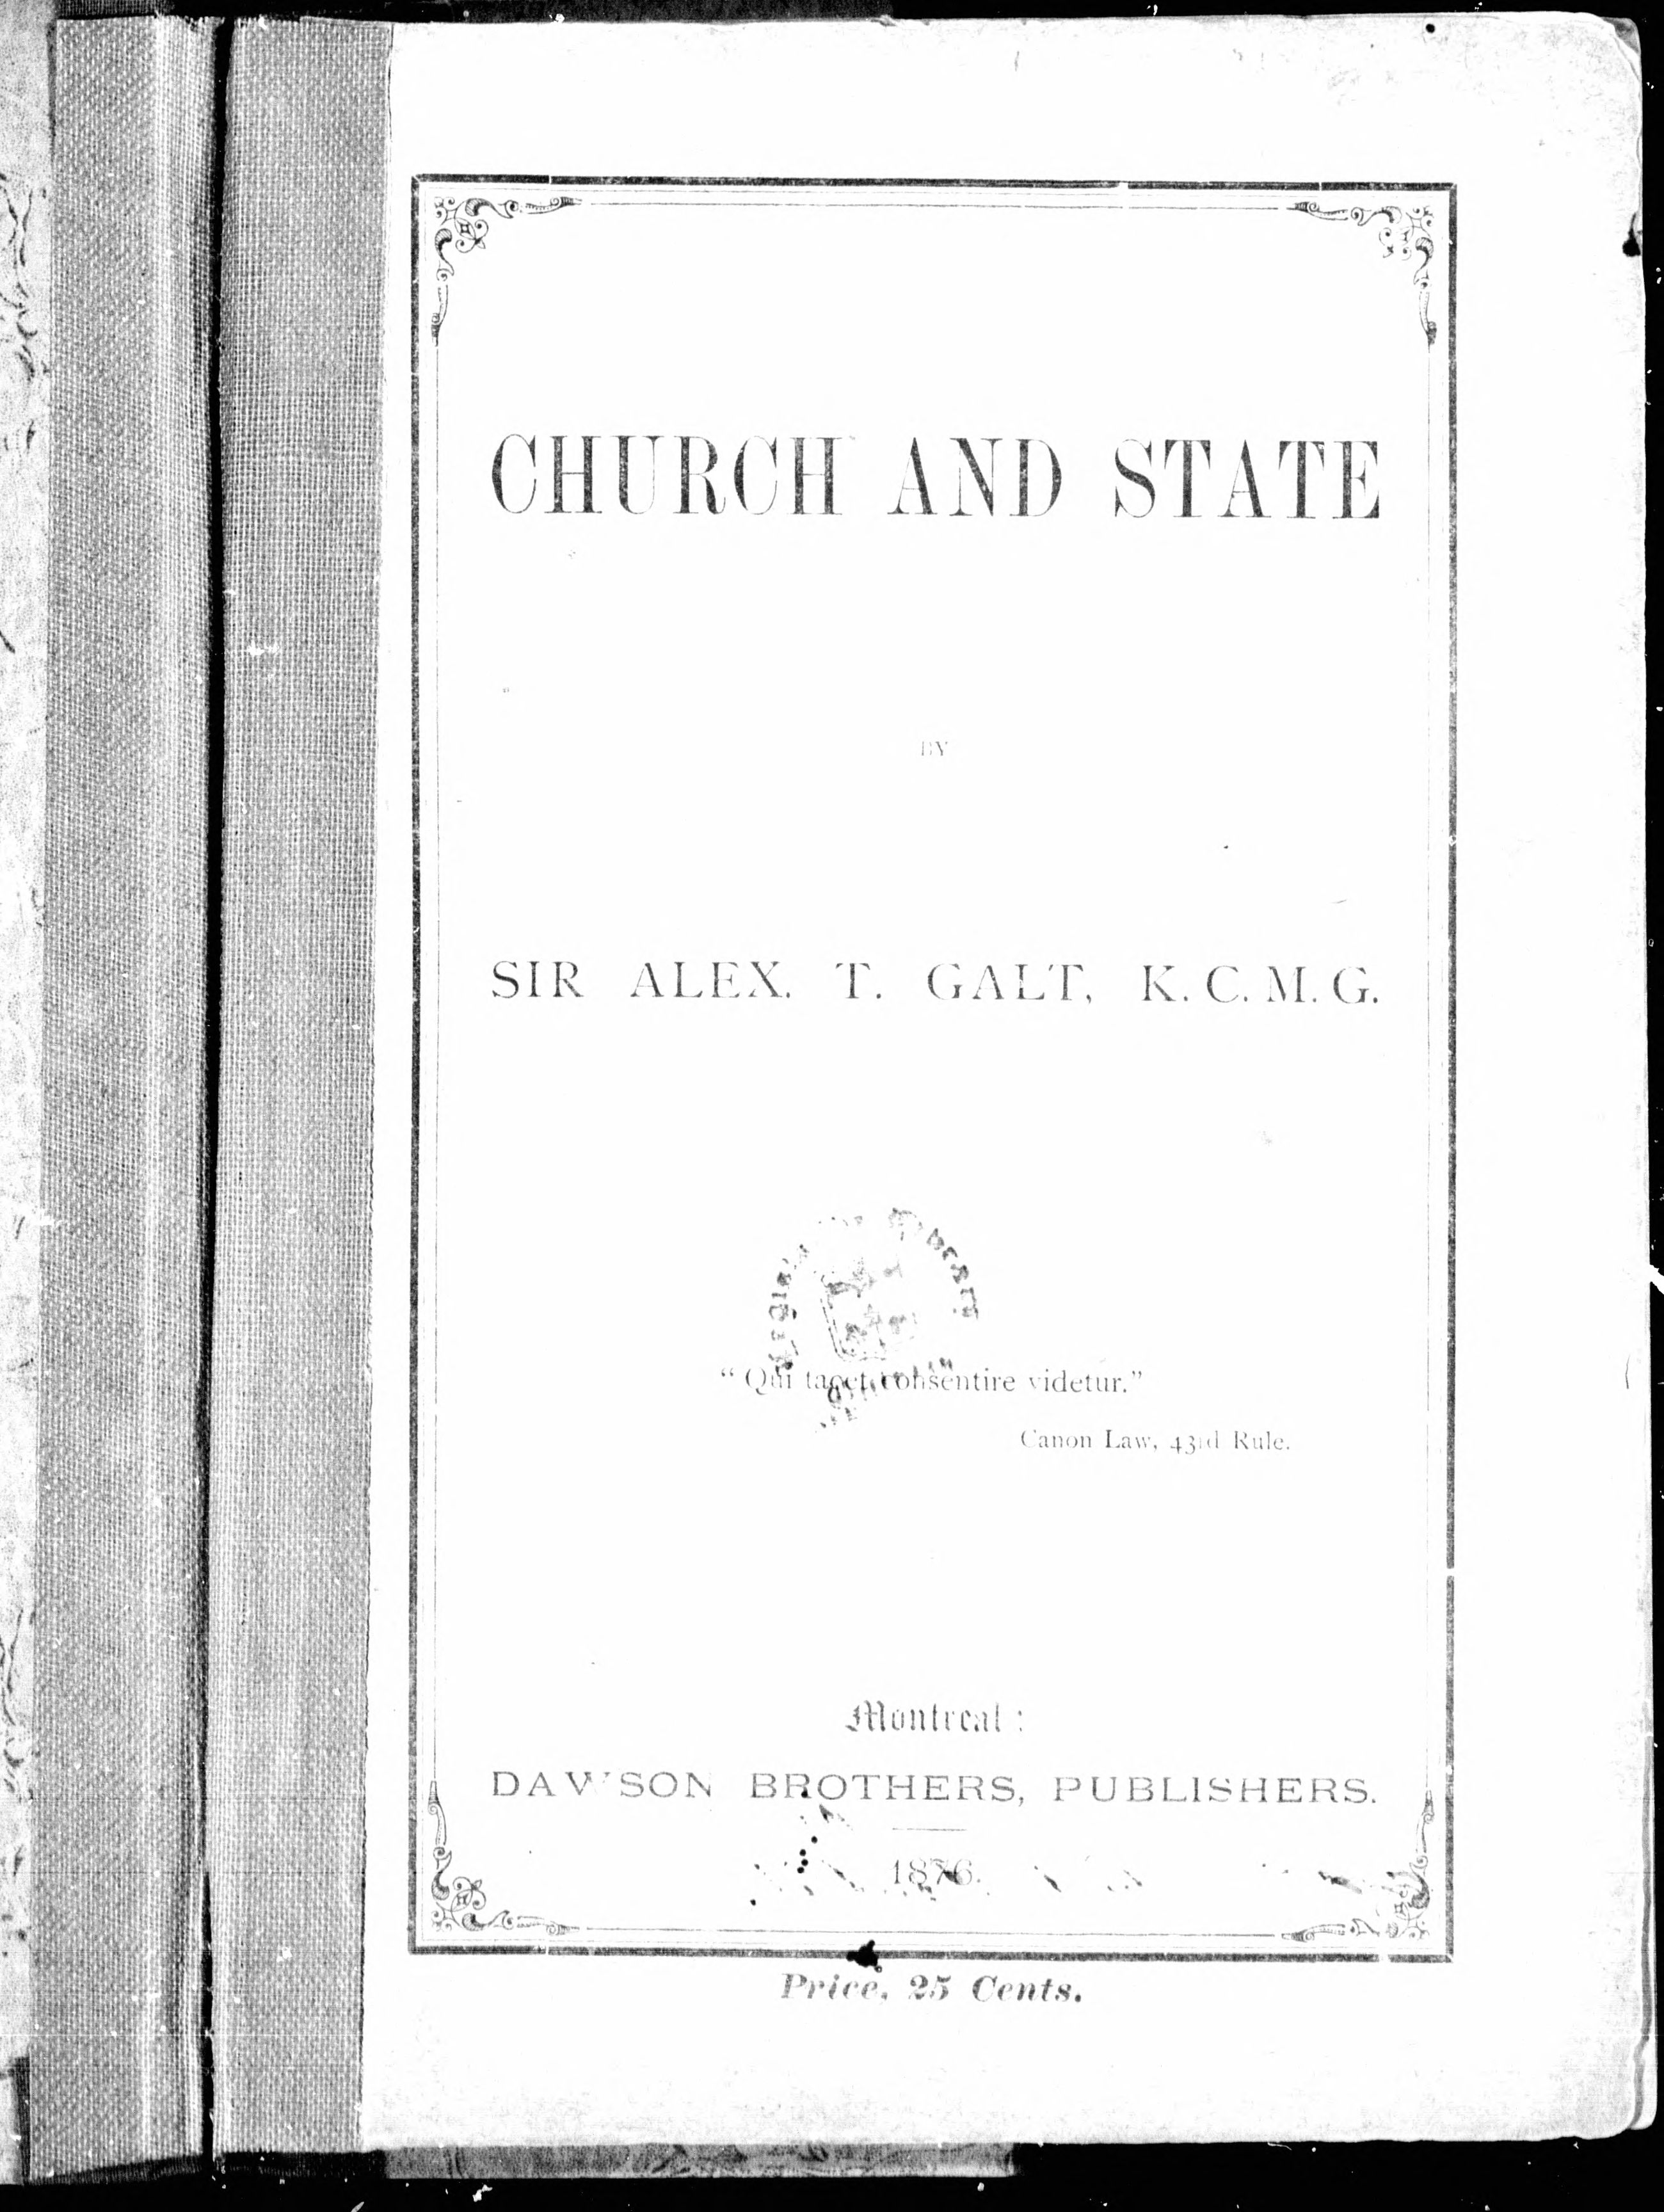 CHURCH AND STATE
BY
SIR ALEX. T. GALT, K.C.M.G.
“Qui tacet consentire videtur.”
Canon Law, 43rd Rule.
Montreal:
DAWSON BROTHERS, PUBLISHERS.
1876.
Price, 25 Cents.